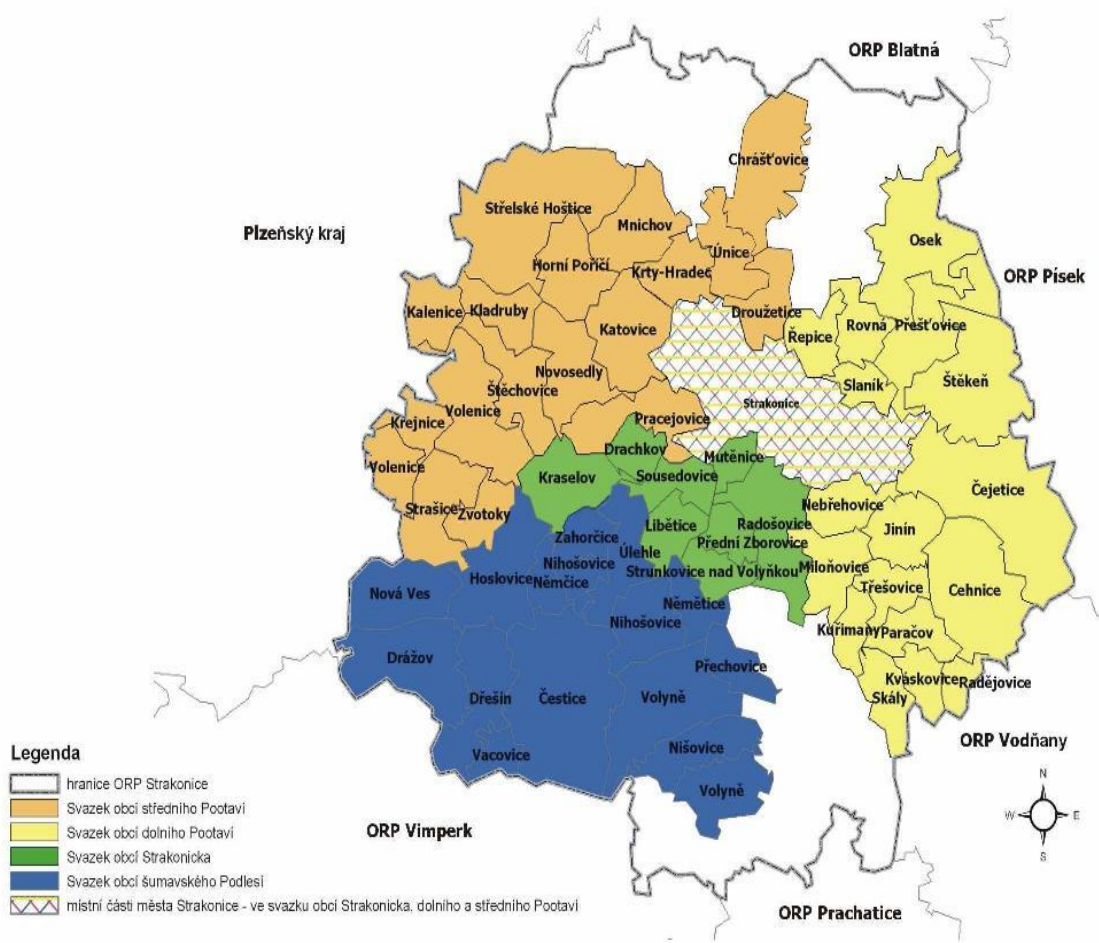 ORP Blatná
Chrášťovice
Střelské Hoštice
Mnichov
Plzeňský kraj
Únice
Osek
Horní Poříčí
Krty-Hradec
ORP Písek
Kalenice
Kladruby
Droužetice
Katovice
Řepice
Rovná
Přešťovice
Novosedly
Štěchovice
Slaník
Štěkeň
Strakonice
Volenice
Křejnice
Pracejovice
Drachkov
Mutěnice
Volenice
Kraselov
Sousedovice
Čejetice
Strašice
Zvotoky
Nebřehovice
Libětice
Radošovice
Jinín
Zahorčice
Úlehle
Přední Zborovice
Nihošovice
Hoslovice
Němčice
Strunkovice nad Volyňkou
Miloňovice
Třešovice
Cehnice
Nová Ves
Němětice
Nihošovice
Kuřimany
Paračov
Drážov
Přechovice
Kváskovice
Radějovice
Skály
Dřešín
Čestice
Volyně
ORP Vodňany
Nišovice
Vacovice
Volyně
Legenda
hranice ORP Strakonice
Svazek obcí středního Pootaví
Svazek obcí dolního Pootaví
Svazek obcí Strakonicka
Svazek obcí šumavského Podlesí
místní části města Strakonice - ve svazku obcí Strakonicka, dolního a středního Pootaví
ORP Vimperk
N
W
E
S
ORP Prachatice